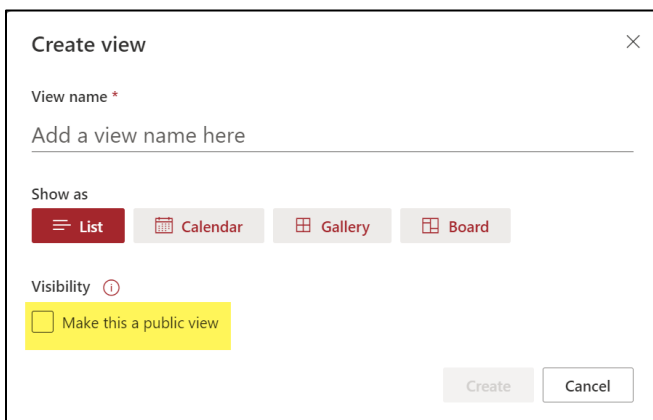 Create view
View name *
Add a view name here
Show as
List Calendar Gallery Board
Visibility
Make this a public view
Create Cancel